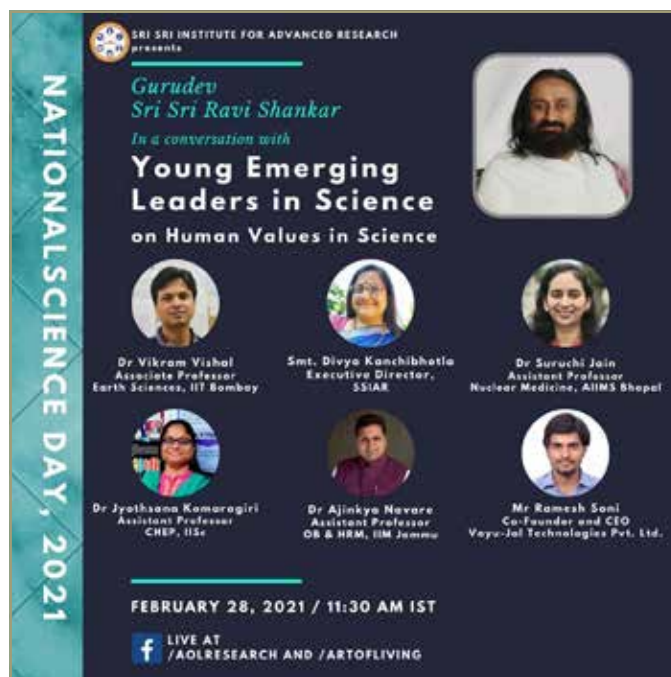 NATIONAL SCIENCE DAY, 2021
SRI SRI INSTITUTE FOR ADVANCED RESEARCH
presents
Gurudev
Sri Sri Ravi Shankar
In a conversation with
Young Emerging
Leaders in Science
on Human Values in Science
Dr Vikram Vishal
Associate Professor
Earth Sciences, IIT Bombay
Smt. Divya Kanchibhotla
Executive Director,
SSIAR
Dr Suruchi Jain
Assistant Professor
Nuclear Medicine, AIIMS Bhopal
Dr Jyothsana Komaragiri
Assistant Professor
CHEP, IISc
Dr Ajinkya Navare
Assistant Professor
OB & HRM, IIM Jammu
Mr Ramesh Soni
Co-Founder and CEO
Vayu-Jal Technologies Pvt. Ltd.
FEBRUARY 28, 2021 / 11:30 AM IST
f
LIVE AT
/AOLRESEARCH AND /ARTOFLIVING